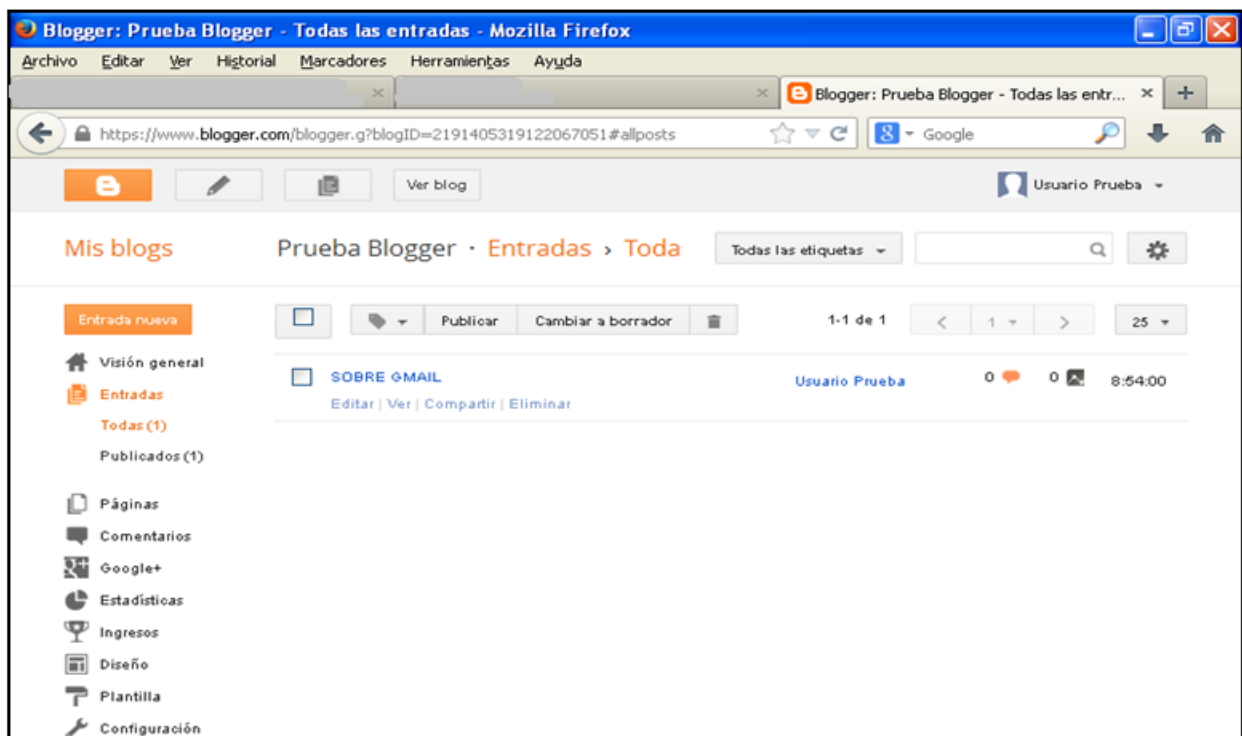 Blogger: Prueba Blogger - Todas las entradas - Mozilla Firefox
Archivo Editar Ver Historial Marcadores Herramientas Ayuda
Blogger: Prueba Blogger - Todas las entr...
https://www.blogger.com/blogger.g?blogID=2191405319122067051#allposts Google
Ver blog Usuario Prueba
Mis blogs Prueba Blogger · Entradas › Toda Todas las etiquetas
Entrada nueva Publicar Cambiar a borrador 1-1 de 1 1 25
Visión general
SOBRE GMAIL Usuario Prueba 0 0 8:54:00
Entradas
Editar | Ver | Compartir | Eliminar
Todas (1)
Publicados (1)
Páginas
Comentarios
Google+
Estadísticas
Ingresos
Diseño
Plantilla
Configuración